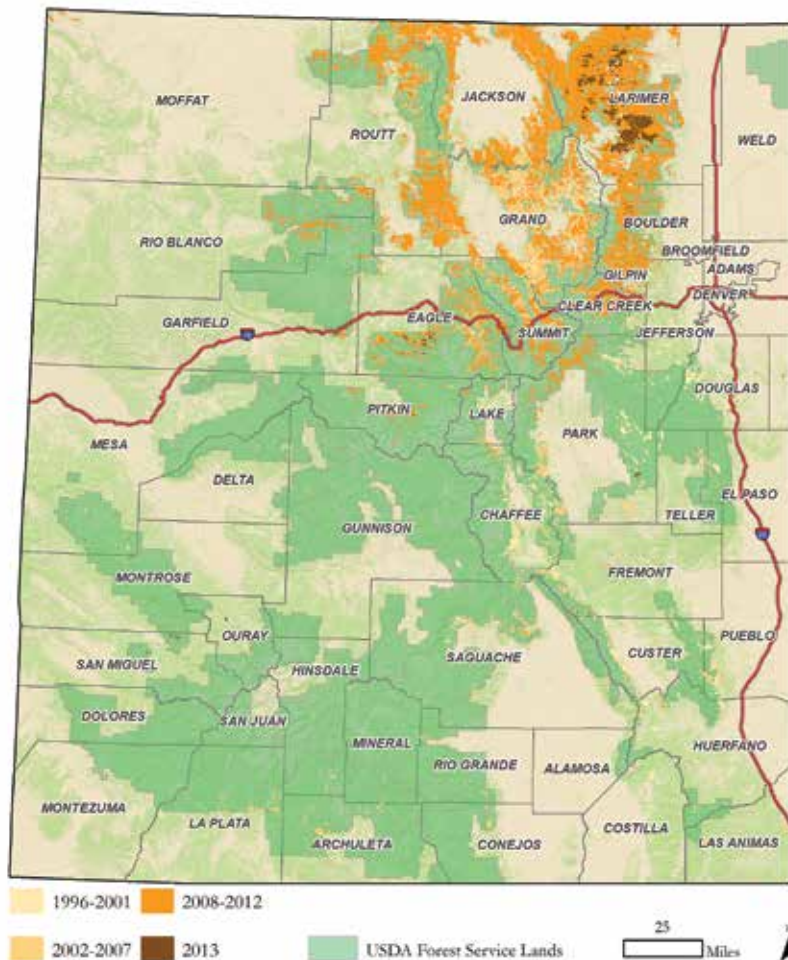 MOFFAT
JACKSON
LARIMER
ROUTT
WELD
GRAND
BOULDER
RIO BLANCO
BROOMFIELD
ADAMS
GILPIN
DENVER
CLEAR CREEK
GARFIELD
EAGLE
SUMMIT
JEFFERSON
DOUGLAS
PITKIN
LAKE
PARK
MESA
DELTA
EL PASO
CHAFFEE
TELLER
GUNNISON
MONTROSE
FREMONT
OURAY
PUEBLO
SAN MIGUEL
HINSDALE
SAGUACHE
CUSTER
DOLORES
SAN JUAN
MINERAL
HUERFANO
RIO GRANDE
ALAMOSA
MONTEZUMA
LA PLATA
COSTILLA
ARCHULETA
CONEJOS
LAS ANIMAS
1996-2001
2008-2012
2002-2007
2013
USDA Forest Service Lands
25
Miles